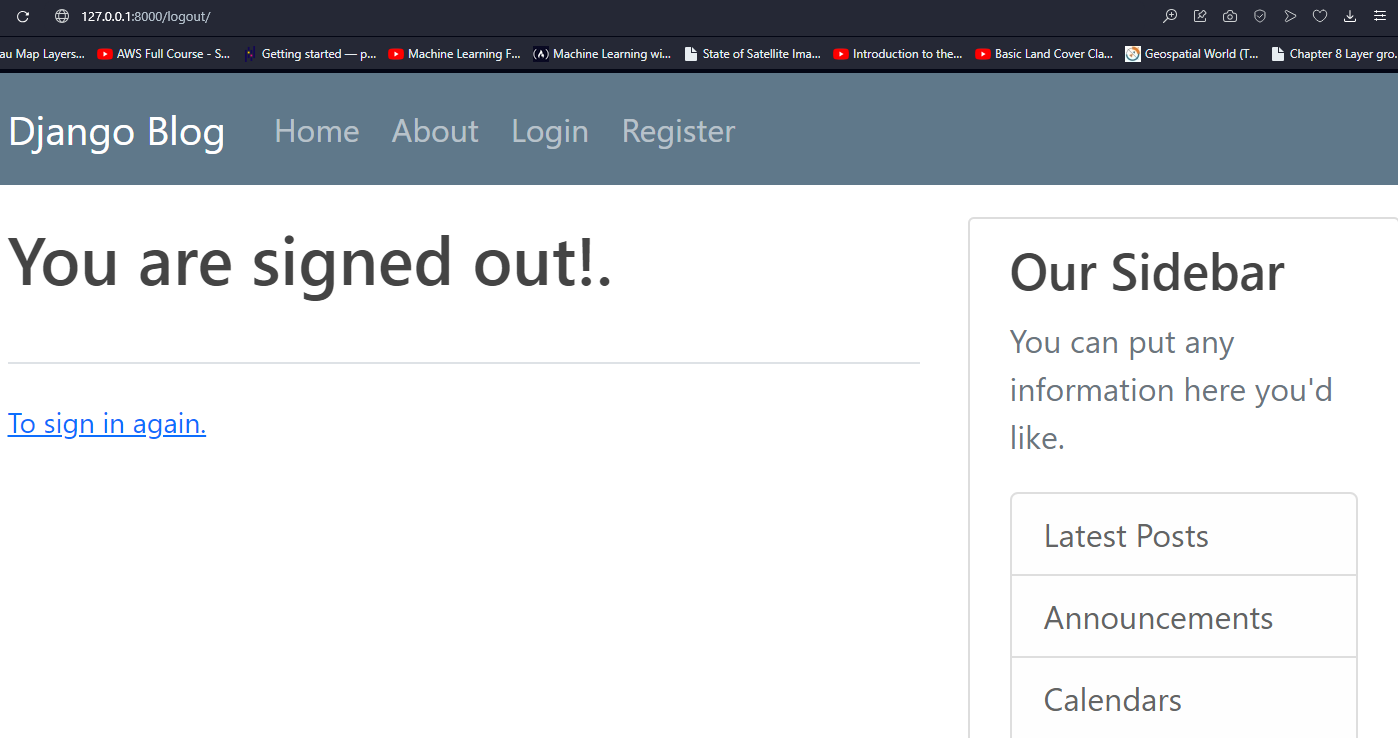 127.0.0.1:8000/logout/
au Map Layers... AWS Full Course - S... Getting started — p... Machine Learning F... Machine Learning wi... State of Satellite Ima... Introduction to the... Basic Land Cover Cla... Geospatial World (T... Chapter 8 Layer gro...
Django Blog Home About Login Register
You are signed out!.
To sign in again.
Our Sidebar
You can put any
information here you'd
like.
Latest Posts
Announcements
Calendars